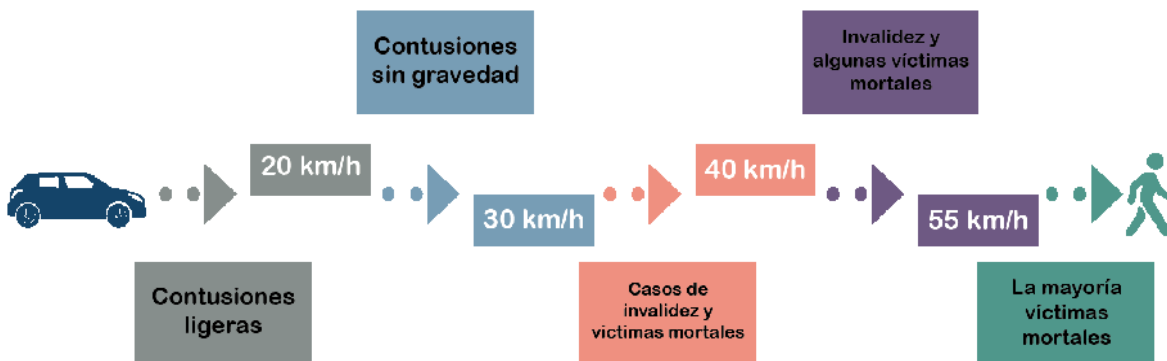 Contusiones
sin gravedad
Invalidez y
algunas víctimas
mortales
20 km/h
40 km/h
30 km/h
55 km/h
Contusiones
ligeras
Casos de
invalidez y
victimas mortales
La mayoría
víctimas
mortales